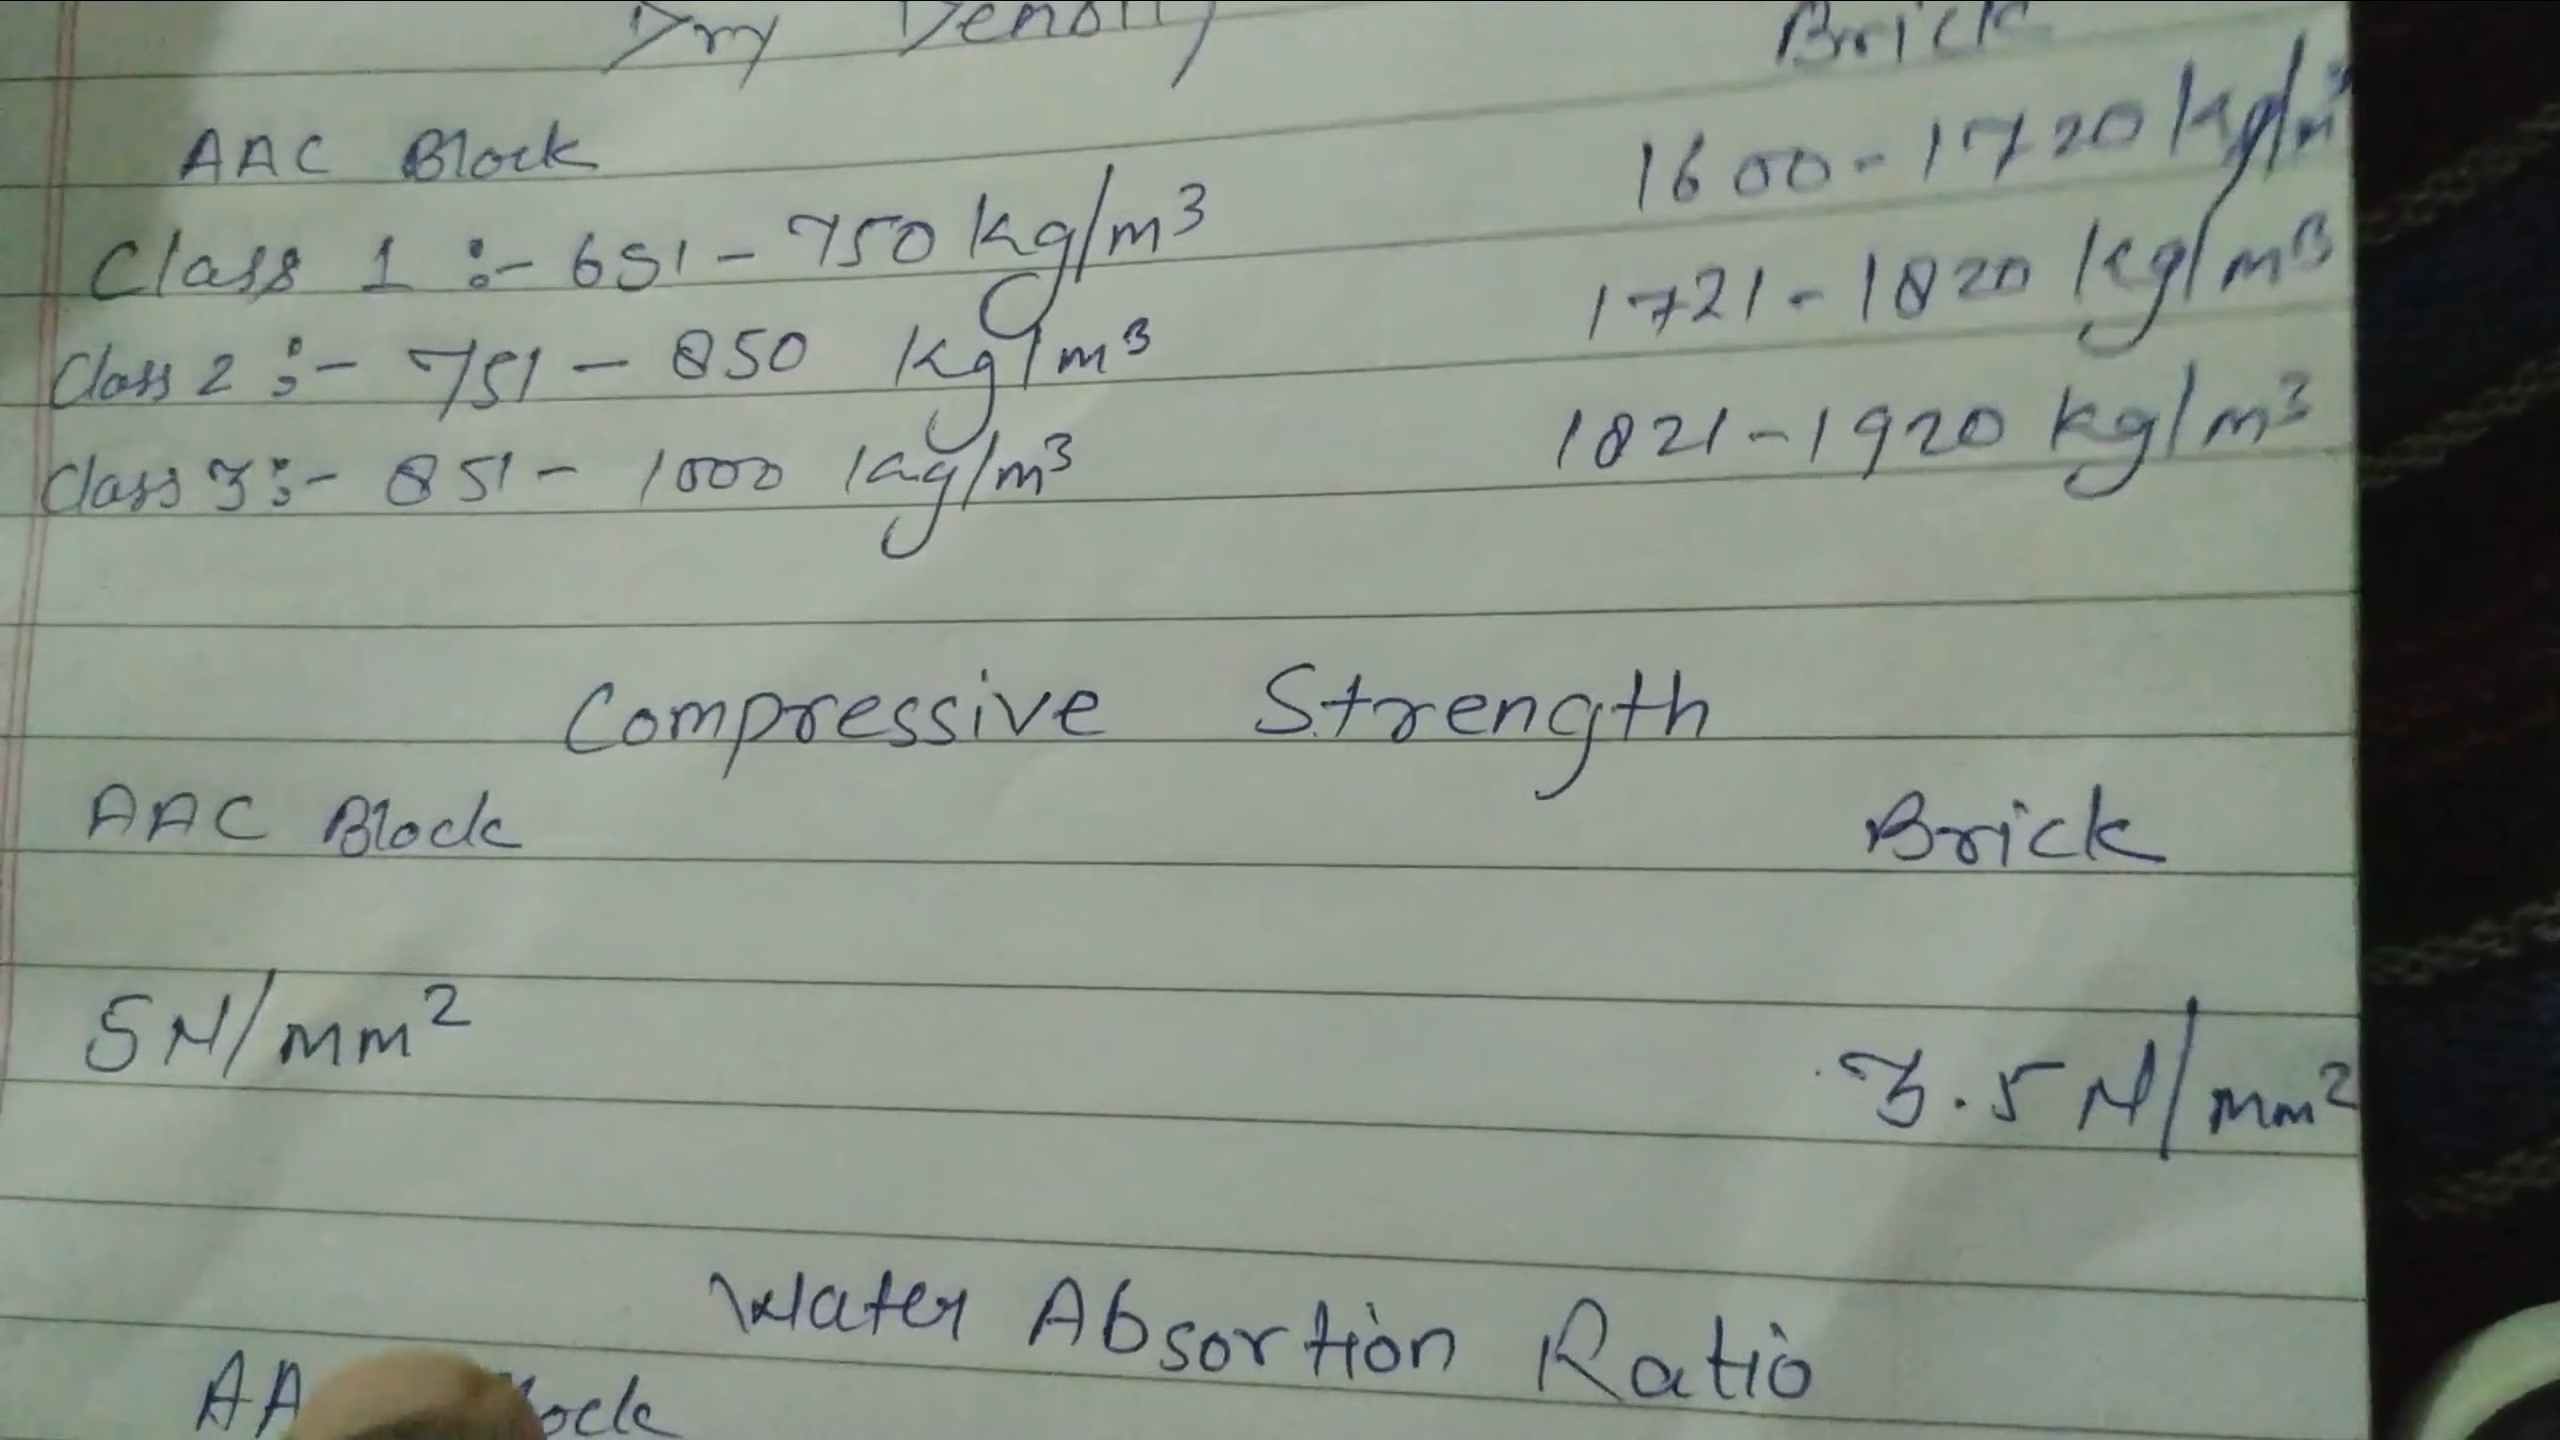 Dry Density
Brick
AAC Block
1600-1720 kg/m³
Class 1 :- 651 - 750 kg/m³
1721-1820 kg/m³
Class 2 :- 751 - 850 kg/m³
1821-1920 kg/m³
Class 3 :- 851 - 1000 kg/m³
Compressive Strength
AAC Block Brick
5N/mm²
3.5 N/mm²
Water Absortion Ratio